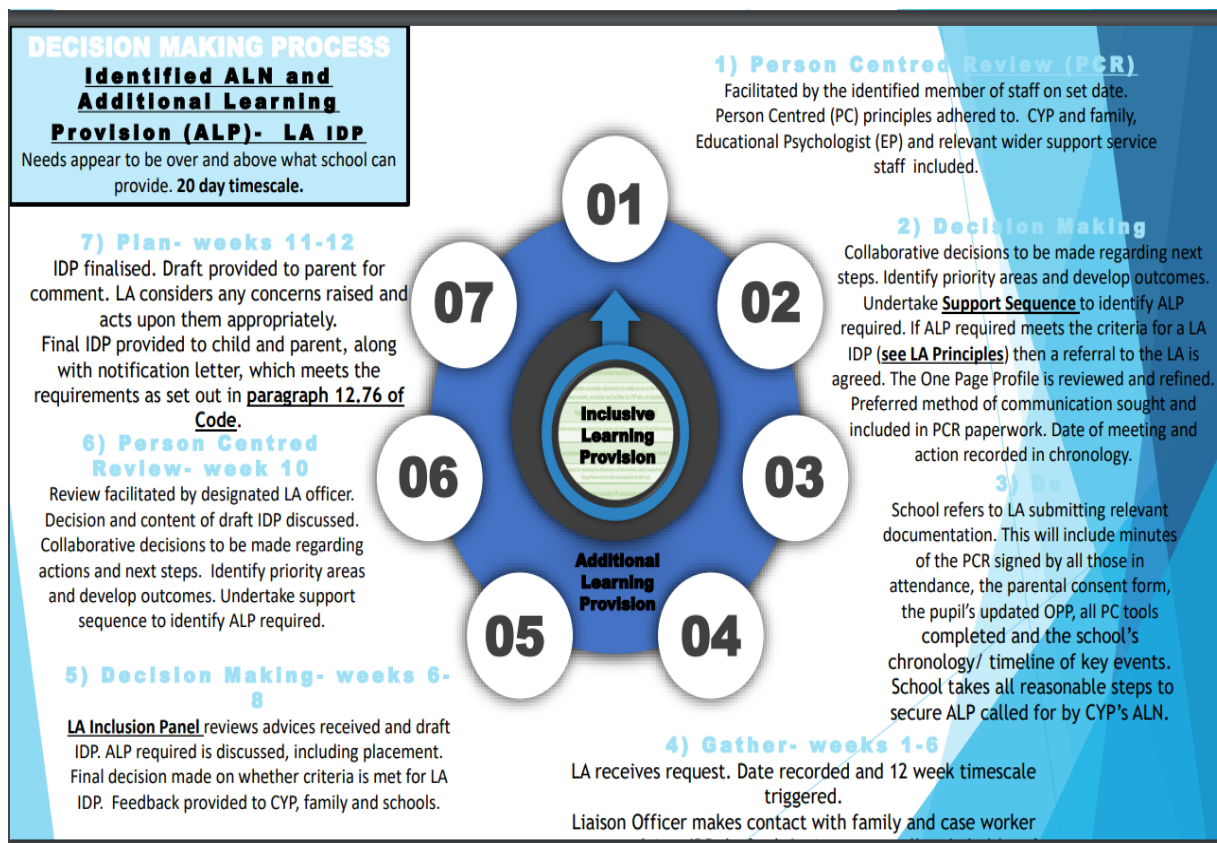 DECISION MAKING PROCESS
Identified ALN and
Additional Learning
Provision (ALP)- LA IDP
Needs appear to be over and above what school can
provide. 20 day timescale.
1) Person Centred Review (PCR)
Facilitated by the identified member of staff on set date.
Person Centred (PC) principles adhered to. CYP and family,
Educational Psychologist (EP) and relevant wider support service
staff included.
2) Decision Making
Collaborative decisions to be made regarding next
steps. Identify priority areas and develop outcomes.
Undertake Support Sequence to identify ALP
required. If ALP required meets the criteria for a LA
IDP (see LA Principles) then a referral to the LA is
agreed. The One Page Profile is reviewed and refined.
Preferred method of communication sought and
included in PCR paperwork. Date of meeting and
action recorded in chronology.
3) Do
School refers to LA submitting relevant
documentation. This will include minutes
of the PCR signed by all those in
attendance, the parental consent form,
the pupil's updated OPP, all PC tools
completed and the school's
chronology/ timeline of key events.
School takes all reasonable steps to
secure ALP called for by CYP's ALN.
4) Gather- weeks 1-6
LA receives request. Date recorded and 12 week timescale
triggered.
Liaison Officer makes contact with family and case worker
5) Decision Making- weeks 6-
8
LA Inclusion Panel reviews advices received and draft
IDP. ALP required is discussed, including placement.
Final decision made on whether criteria is met for LA
IDP. Feedback provided to CYP, family and schools.
6) Person Centred
Review- week 10
Review facilitated by designated LA officer.
Decision and content of draft IDP discussed.
Collaborative decisions to be made regarding
actions and next steps. Identify priority areas
and develop outcomes. Undertake support
sequence to identify ALP required.
7) Plan- weeks 11-12
IDP finalised. Draft provided to parent for
comment. LA considers any concerns raised and
acts upon them appropriately.
Final IDP provided to child and parent, along
with notification letter, which meets the
requirements as set out in paragraph 12.76 of
Code.
01
02
03
04
05
06
07
Inclusive
Learning
Provision
Additional
Learning
Provision